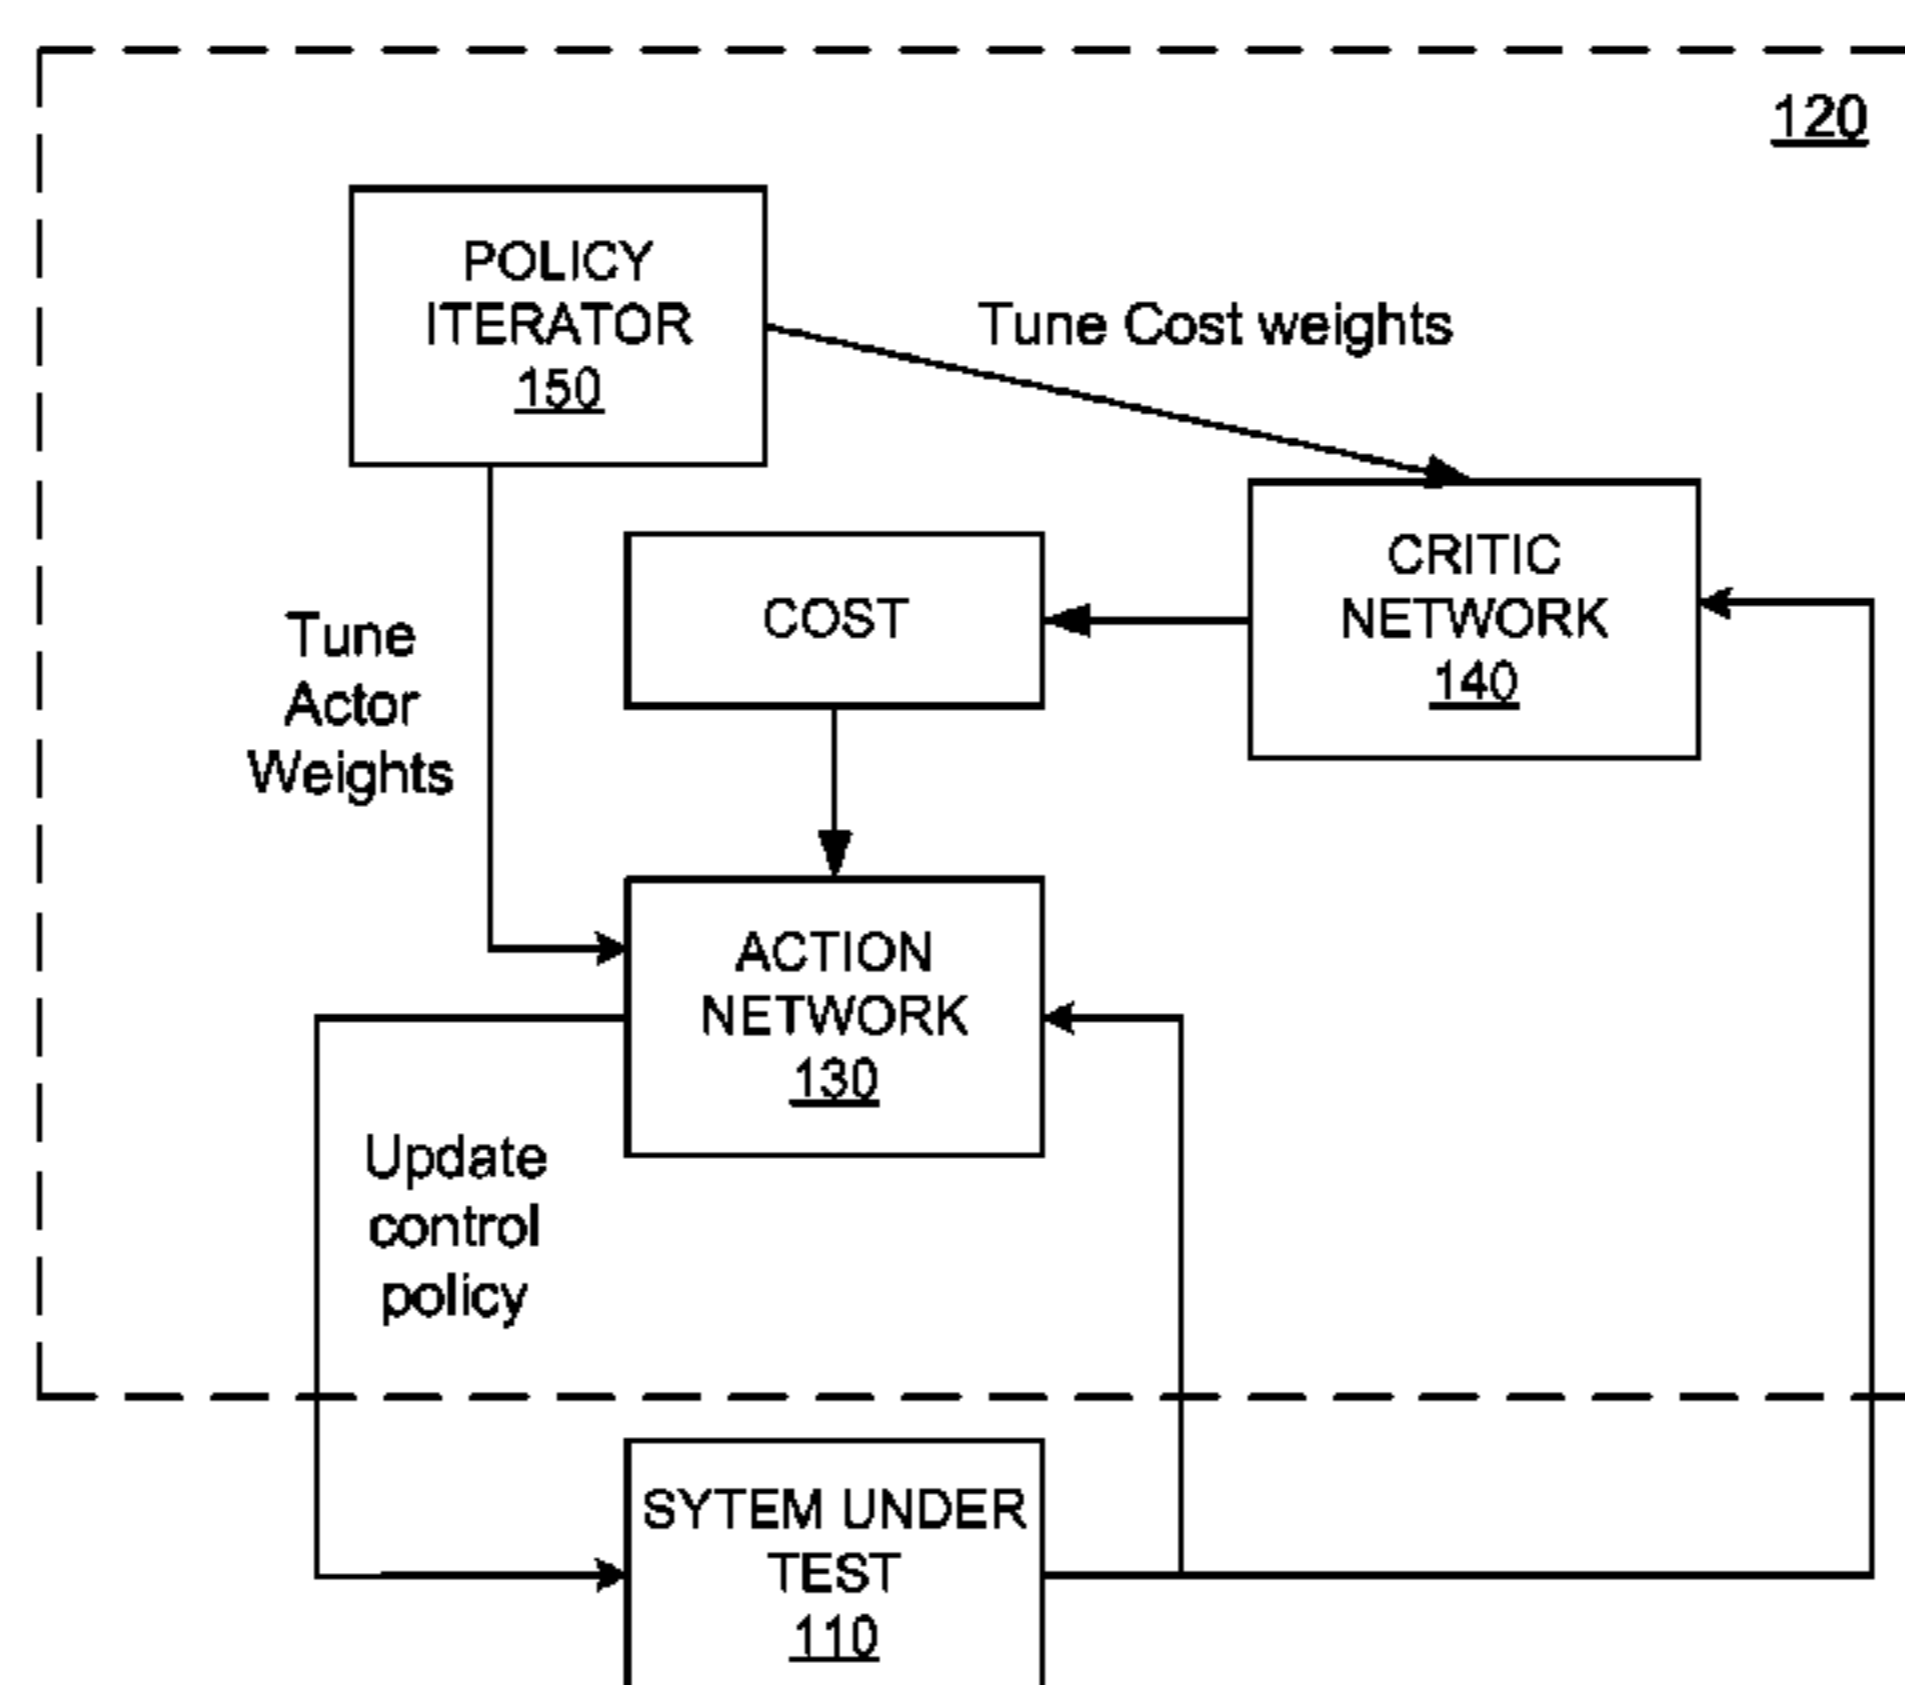 120
POLICY
ITERATOR
150
Tune Cost weights
CRITIC
NETWORK
140
COST
Tune
Actor
Weights
ACTION
NETWORK
130
Update
control
policy
SYTEM UNDER
TEST
110